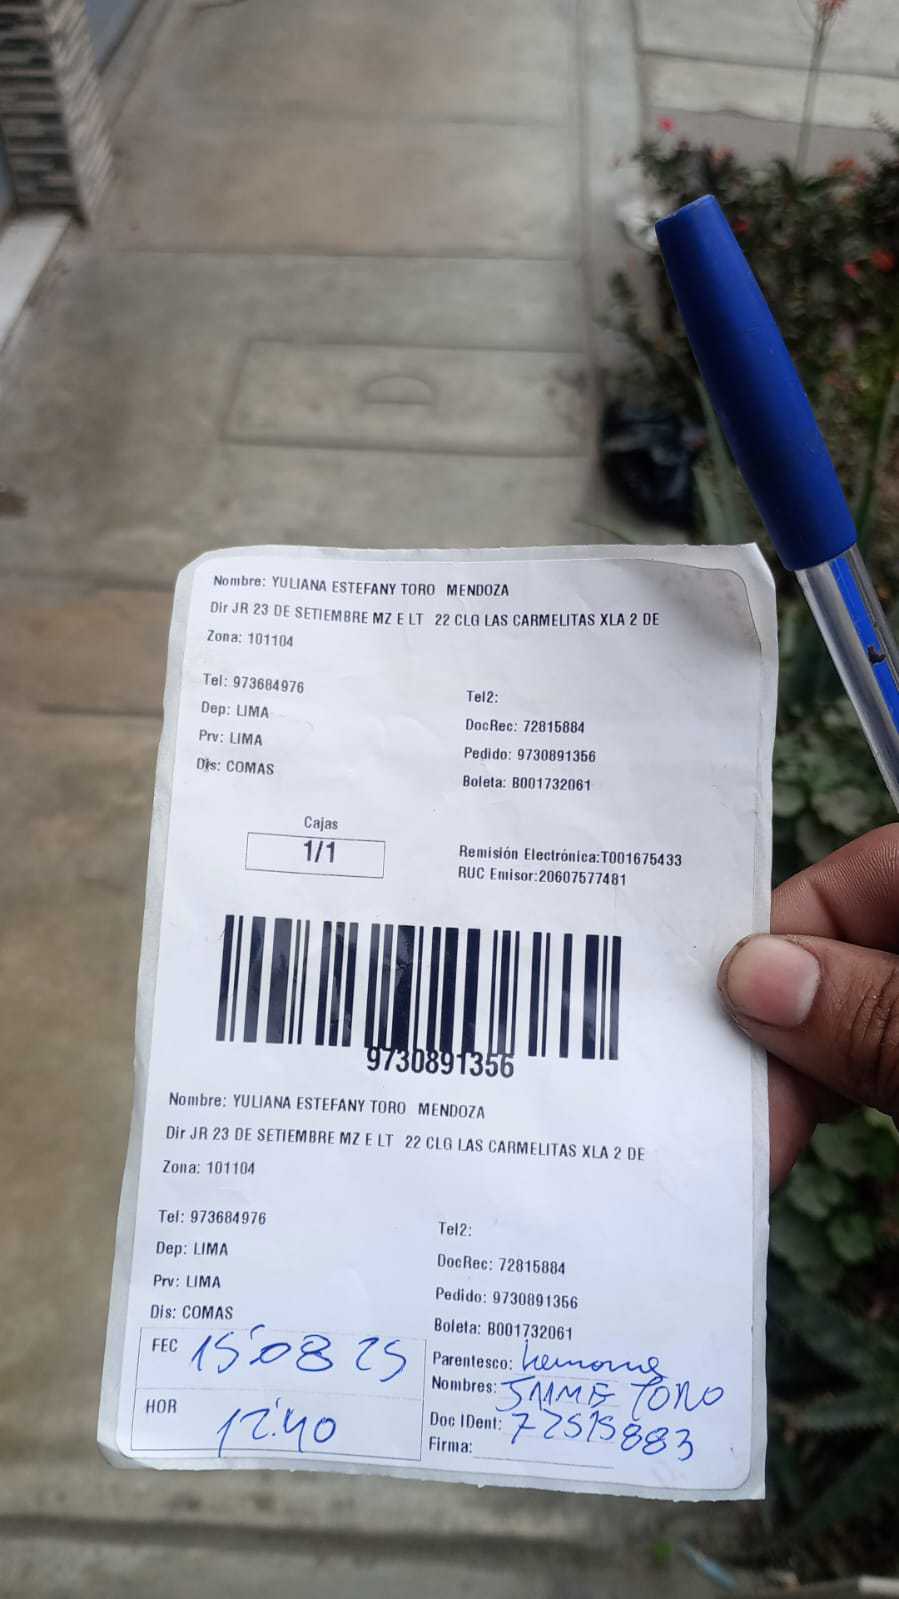 Nombre: YULIANA ESTEFANY TORO MENDOZA
Dir JR 23 DE SETIEMBRE MZ E LT 22 CLG LAS CARMELITAS XLA 2 DE
Zona: 101104
Tel: 973684976
Tel2:
Dep: LIMA
DocRec: 72815884
Prv: LIMA
Pedido: 9730891356
Dis: COMAS
Boleta: B001732061
Cajas
1/1
Remisión Electrónica:T001675433
RUC Emisor:20607577481
9730891356
Nombre: YULIANA ESTEFANY TORO MENDOZA
Dir JR 23 DE SETIEMBRE MZ E LT 22 CLG LAS CARMELITAS XLA 2 DE
Zona: 101104
Tel: 973684976
Tel2:
Dep: LIMA
DocRec: 72815884
Prv: LIMA
Pedido: 9730891356
Dis: COMAS
Boleta: B001732061
FEC 15:08 25
Parentesco:
Nombres: TORO
HOR 12:40
Doc IDent:
Firma: